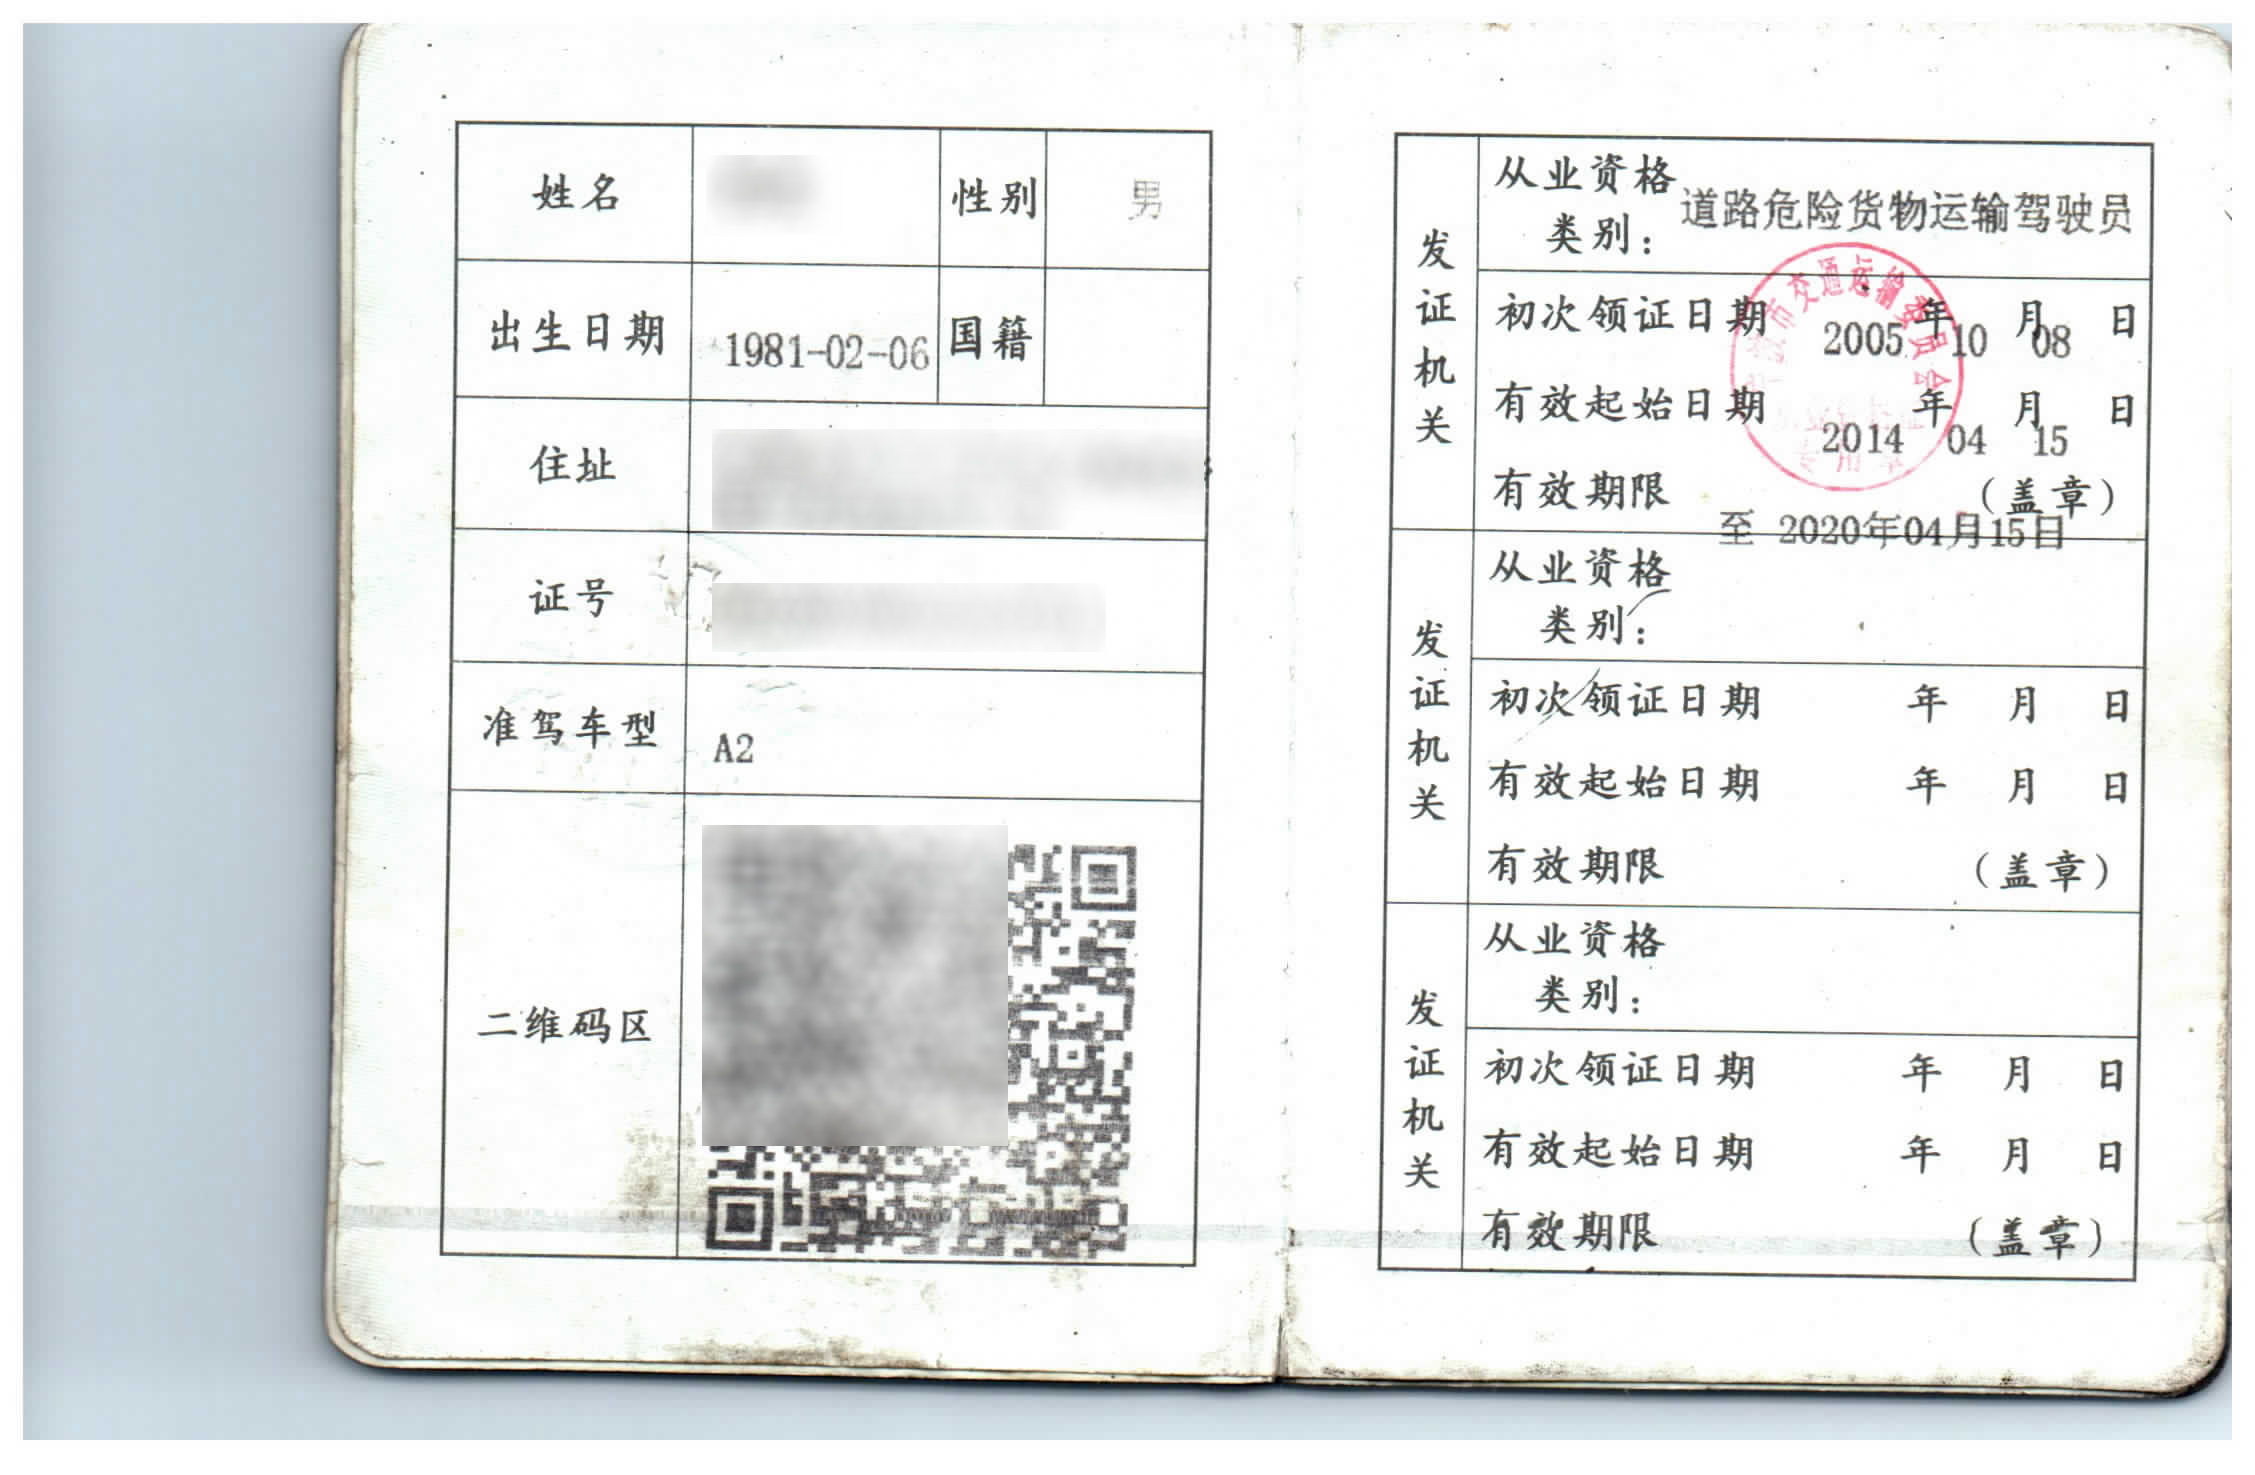 姓名
性别 男
出生日期 1981-02-06 国籍
住址
证号
准驾车型 A2
二维码区
发证机关
从业资格
类别： 道路危险货物运输驾驶员
初次领证日期 年 月 日
2005 10 08
有效起始日期 年 月 日
2014 04 15
有效期限 （盖章）
至 2020年04月15日
市交通运输委员会
专用章
发证机关
从业资格
类别：
初次领证日期 年 月 日
有效起始日期 年 月 日
有效期限 （盖章）
发证机关
从业资格
类别：
初次领证日期 年 月 日
有效起始日期 年 月 日
有效期限 （盖章）